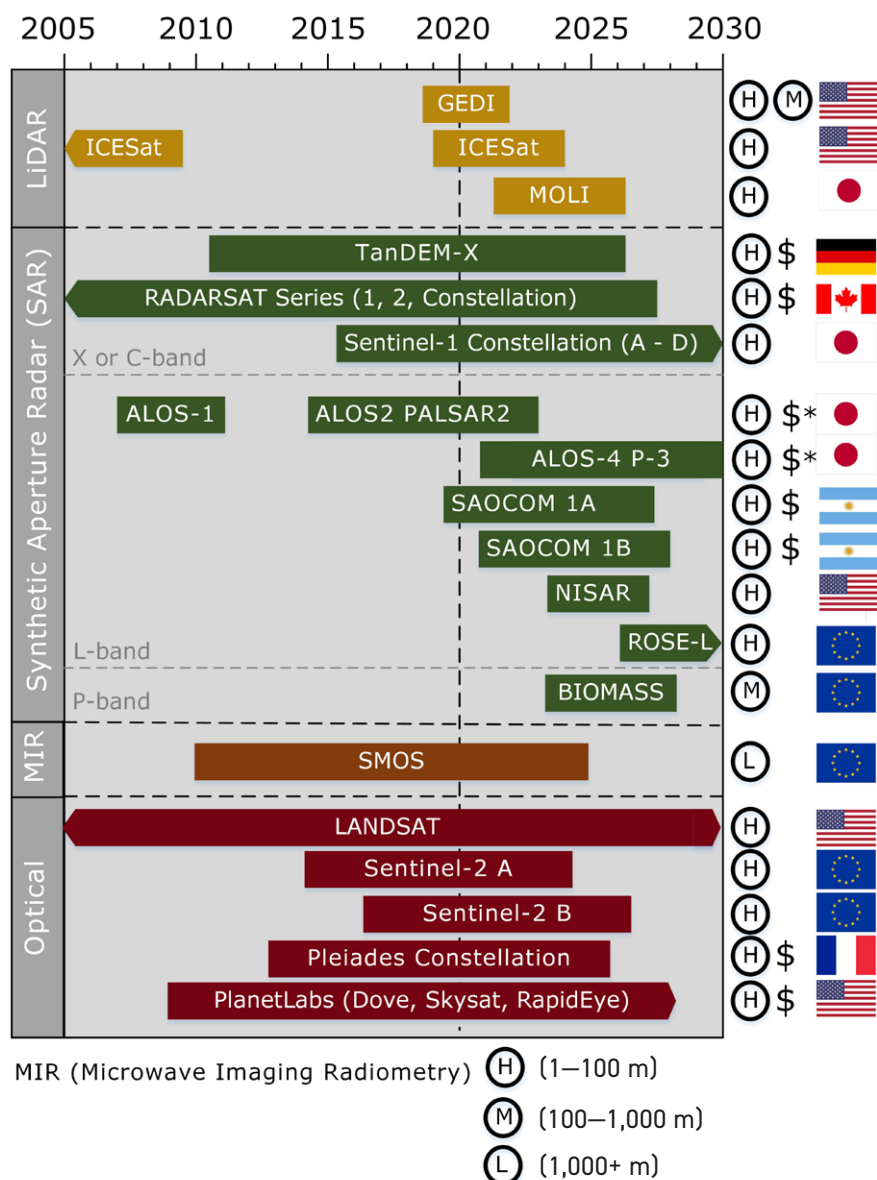 2005 2010 2015 2020 2025 2030
LiDAR
GEDI H M
ICESat ICESat H
MOLI H
Synthetic Aperture Radar (SAR)
TanDEM-X H $
RADARSAT Series (1, 2, Constellation) H $
Sentinel-1 Constellation (A - D) H
X or C-band
ALOS-1 ALOS2 PALSAR2 H $*
ALOS-4 P-3 H $*
SAOCOM 1A H $
SAOCOM 1B H $
NISAR H
ROSE-L H
L-band
P-band
BIOMASS M
MIR
SMOS L
Optical
LANDSAT H
Sentinel-2 A H
Sentinel-2 B H
Pleiades Constellation H $
PlanetLabs (Dove, Skysat, RapidEye) H $
MIR (Microwave Imaging Radiometry) H (1—100 m)
M (100—1,000 m)
L (1,000+ m)